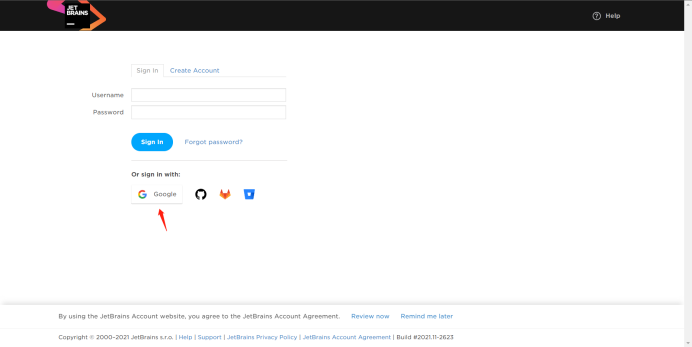 JET
BRAINS
Help
Sign In Create Account
Username
Password
Sign In Forgot password?
Or sign in with:
Google
By using the JetBrains Account website, you agree to the JetBrains Account Agreement. Review now Remind me later
Copyright © 2000–2021 JetBrains s.r.o. | Help | Support | JetBrains Privacy Policy | JetBrains Account Agreement | Build #2021.11-2623